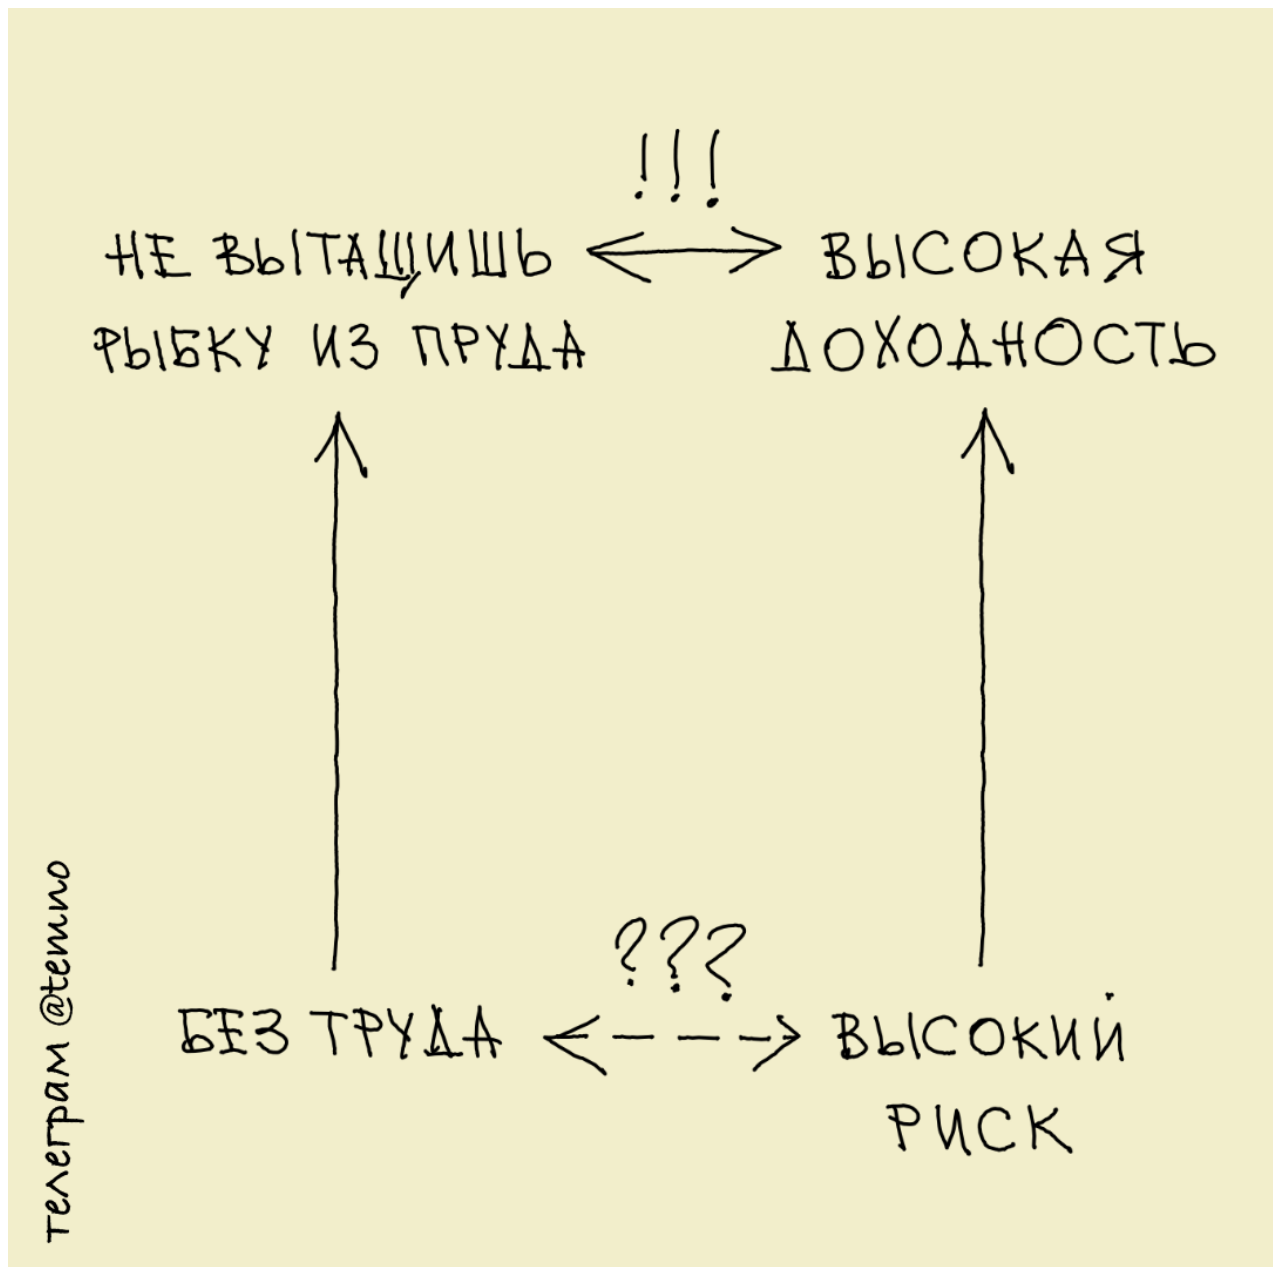 !!!
НЕ ВЫТАЩИШЬ
РЫБКУ ИЗ ПРУДА
ВЫСОКАЯ
ДОХОДНОСТЬ
???
БЕЗ ТРУДА
ВЫСОКИЙ
РИСК
телеграм @temno